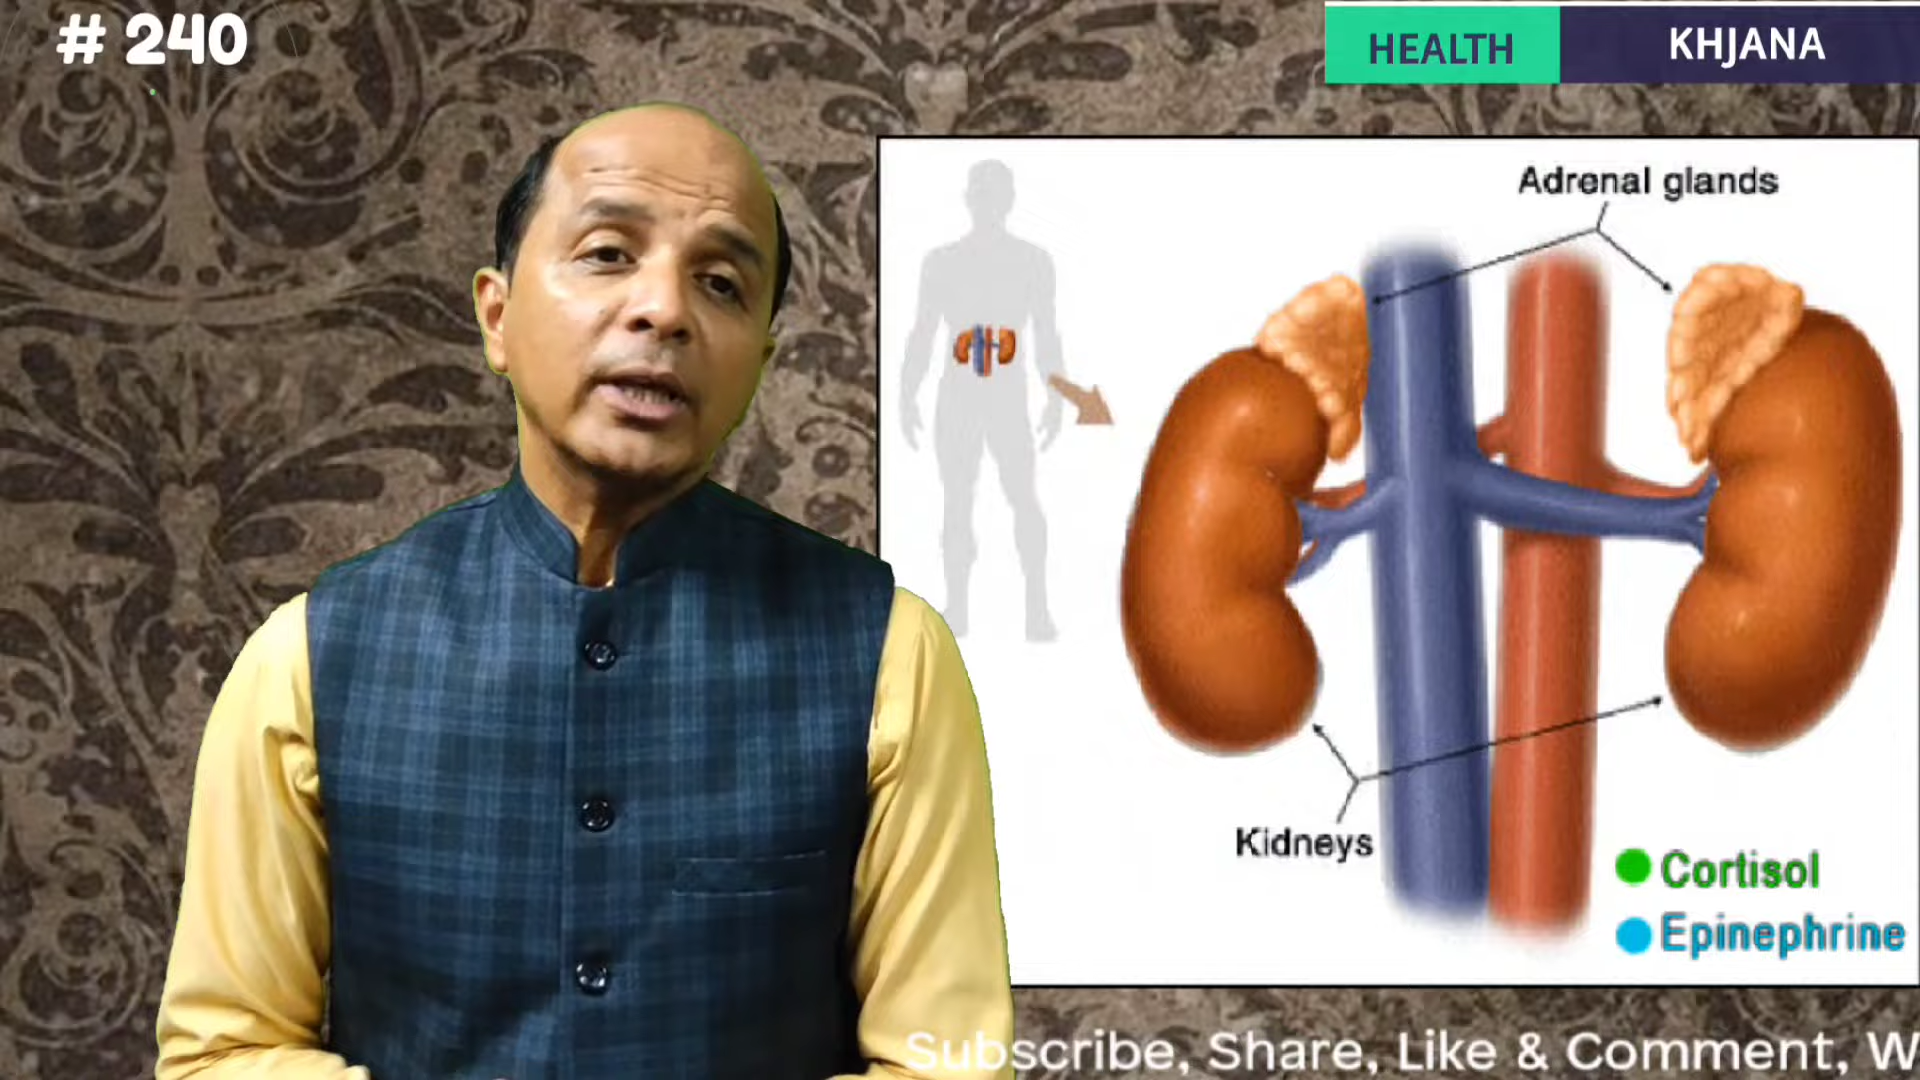 # 240
HEALTH KHJANA
Adrenal glands
Kidneys
Cortisol
Epinephrine
Subscribe, Share, Like & Comment, W